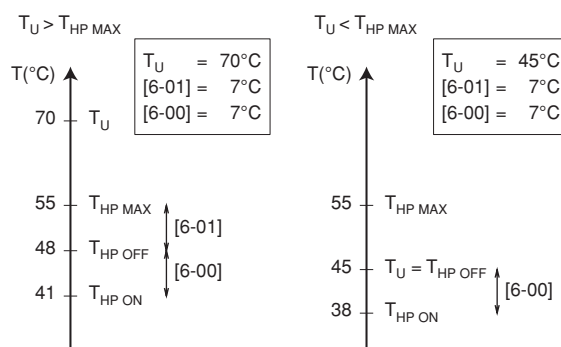 T_U > T_HP MAX
T_U = 70°C
[6-01] = 7°C
[6-00] = 7°C
T(°C)
70 T_U
55 T_HP MAX
[6-01]
48 T_HP OFF
[6-00]
41 T_HP ON
T_U < T_HP MAX
T_U = 45°C
[6-01] = 7°C
[6-00] = 7°C
T(°C)
55 T_HP MAX
45 T_U = T_HP OFF
[6-00]
38 T_HP ON